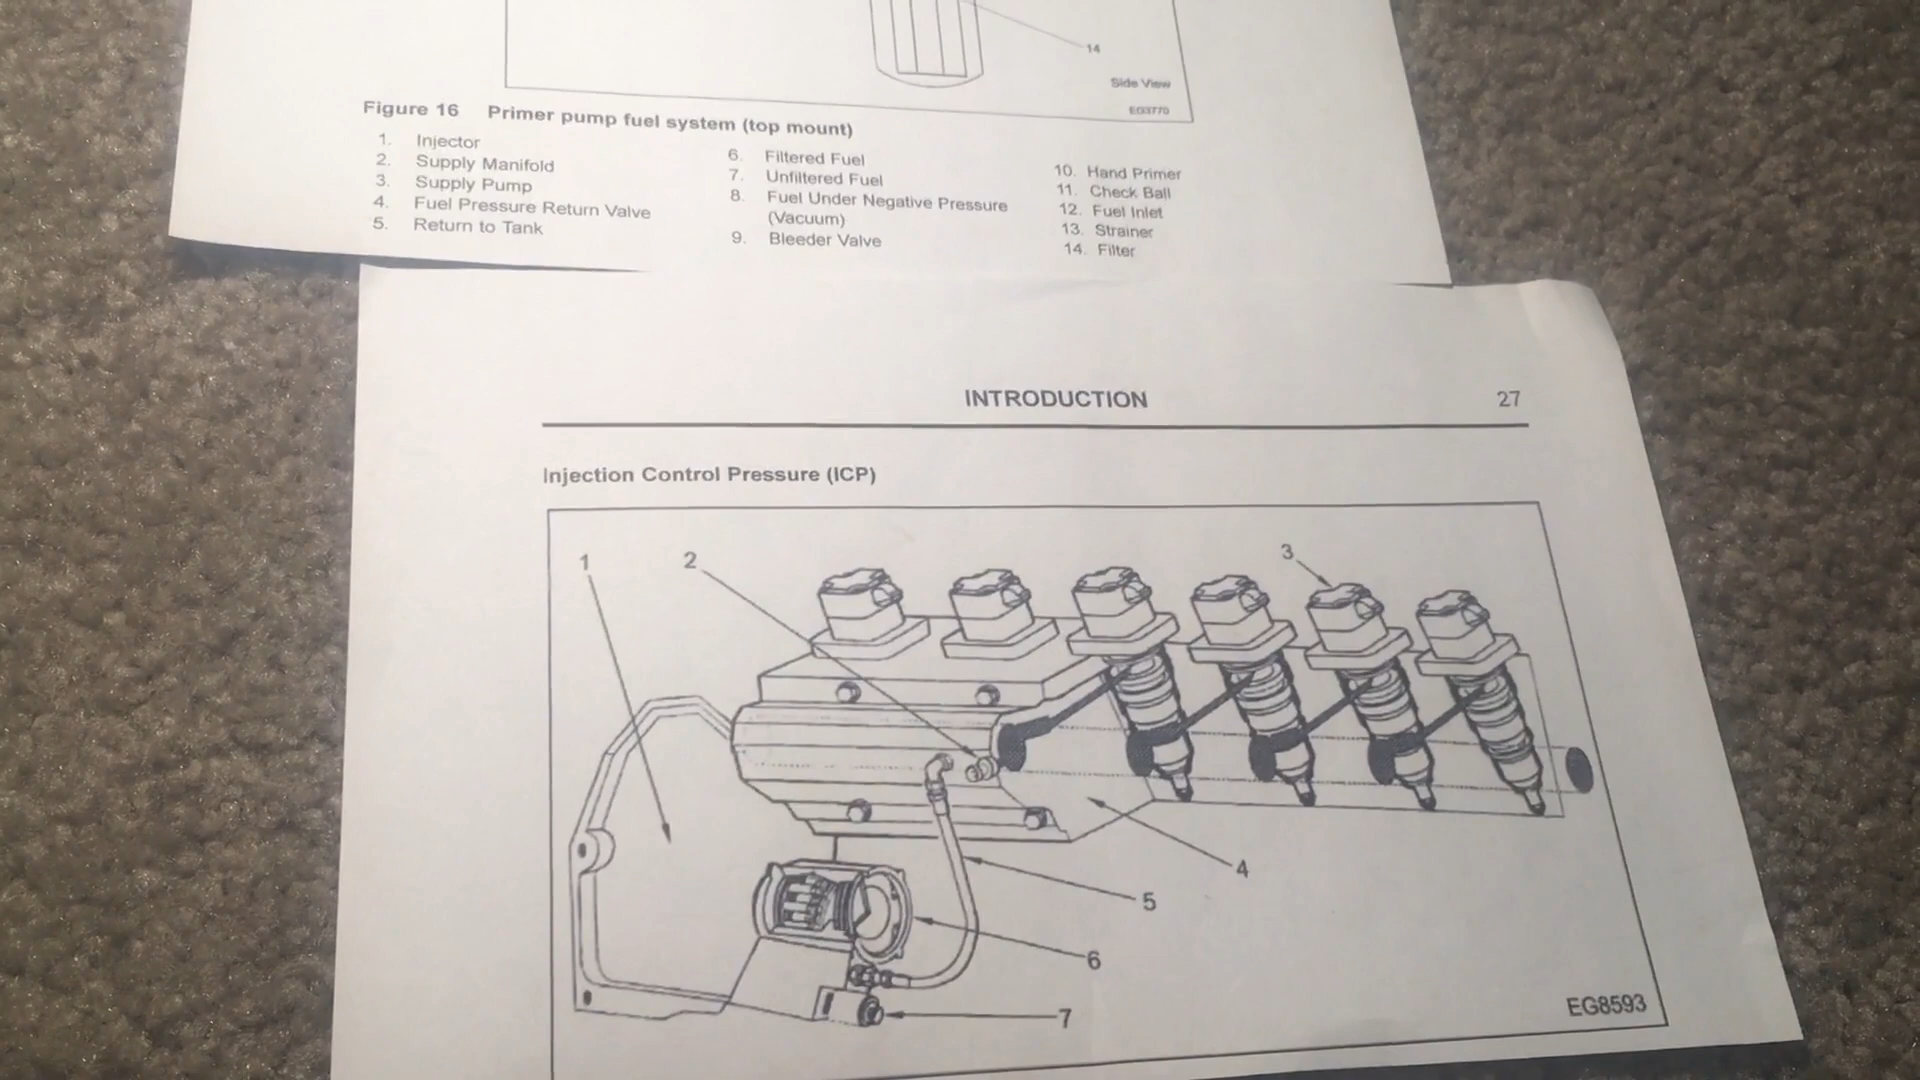 14
Side View
EG3770
Figure 16 Primer pump fuel system (top mount)
1. Injector
2. Supply Manifold
3. Supply Pump
4. Fuel Pressure Return Valve
5. Return to Tank
6. Filtered Fuel
7. Unfiltered Fuel
8. Fuel Under Negative Pressure
(Vacuum)
9. Bleeder Valve
10. Hand Primer
11. Check Ball
12. Fuel Inlet
13. Strainer
14. Filter
INTRODUCTION 27
Injection Control Pressure (ICP)
1
2
3
4
5
6
7
EG8593